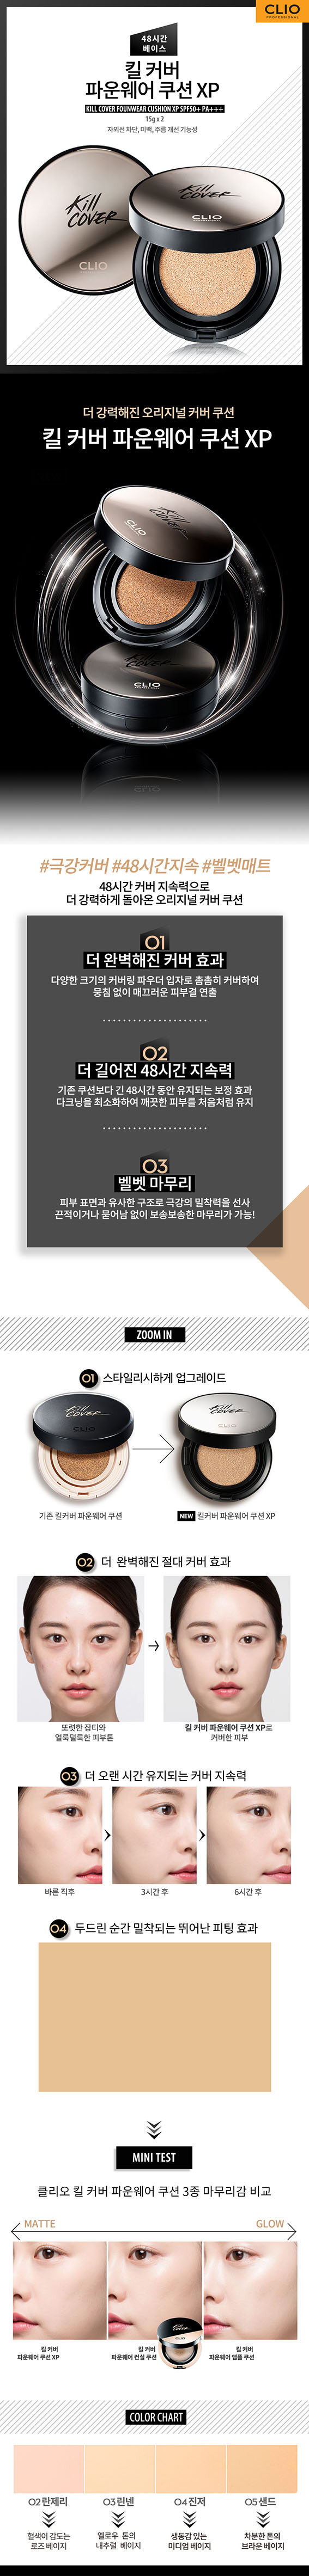 CLIO
PROFESSIONAL
48시간
베이스
킬 커버
파운웨어 쿠션 XP
KILL COVER FOUNWEAR CUSHION XP SPF50+ PA+++
15g x 2
자외선 차단, 미백, 주름 개선 기능성
Kill
COVER
CLIO
Kill
COVER
CLIO
더 강력해진 오리지널 커버 쿠션
킬 커버 파운웨어 쿠션 XP
CLIO
Kill
COVER
CLIO
#극강커버 #48시간지속 #벨벳매트
48시간 커버 지속력으로
더 강력하게 돌아온 오리지널 커버 쿠션
01
더 완벽해진 커버 효과
다양한 크기의 커버링 파우더 입자로 촘촘히 커버하여
뭉침 없이 매끄러운 피부결 연출
02
더 길어진 48시간 지속력
기존 쿠션보다 긴 48시간 동안 유지되는 보정 효과
다크닝을 최소화하여 깨끗한 피부를 처음처럼 유지
03
벨벳 마무리
피부 표면과 유사한 구조로 극강의 밀착력을 선사
끈적이거나 묻어남 없이 보송보송한 마무리가 가능!
ZOOM IN
01 스타일리시하게 업그레이드
Kill
COVER
CLIO
Kill
COVER
CLIO
기존 킬커버 파운웨어 쿠션
NEW 킬커버 파운웨어 쿠션 XP
02 더 완벽해진 절대 커버 효과
또렷한 잡티와
얼룩덜룩한 피부톤
킬 커버 파운웨어 쿠션 XP로
커버한 피부
03 더 오랜 시간 유지되는 커버 지속력
바른 직후
3시간 후
6시간 후
04 두드린 순간 밀착되는 뛰어난 피팅 효과
MINI TEST
클리오 킬 커버 파운웨어 쿠션 3종 마무리감 비교
MATTE
GLOW
킬 커버
파운웨어 쿠션 XP
킬 커버
파운웨어 컨실 쿠션
킬 커버
파운웨어 앰플 쿠션
COLOR CHART
02란제리
03린넨
04진저
05샌드
혈색이 감도는
로즈 베이지
옐로우 톤의
내추럴 베이지
생동감 있는
미디엄 베이지
차분한 톤의
브라운 베이지